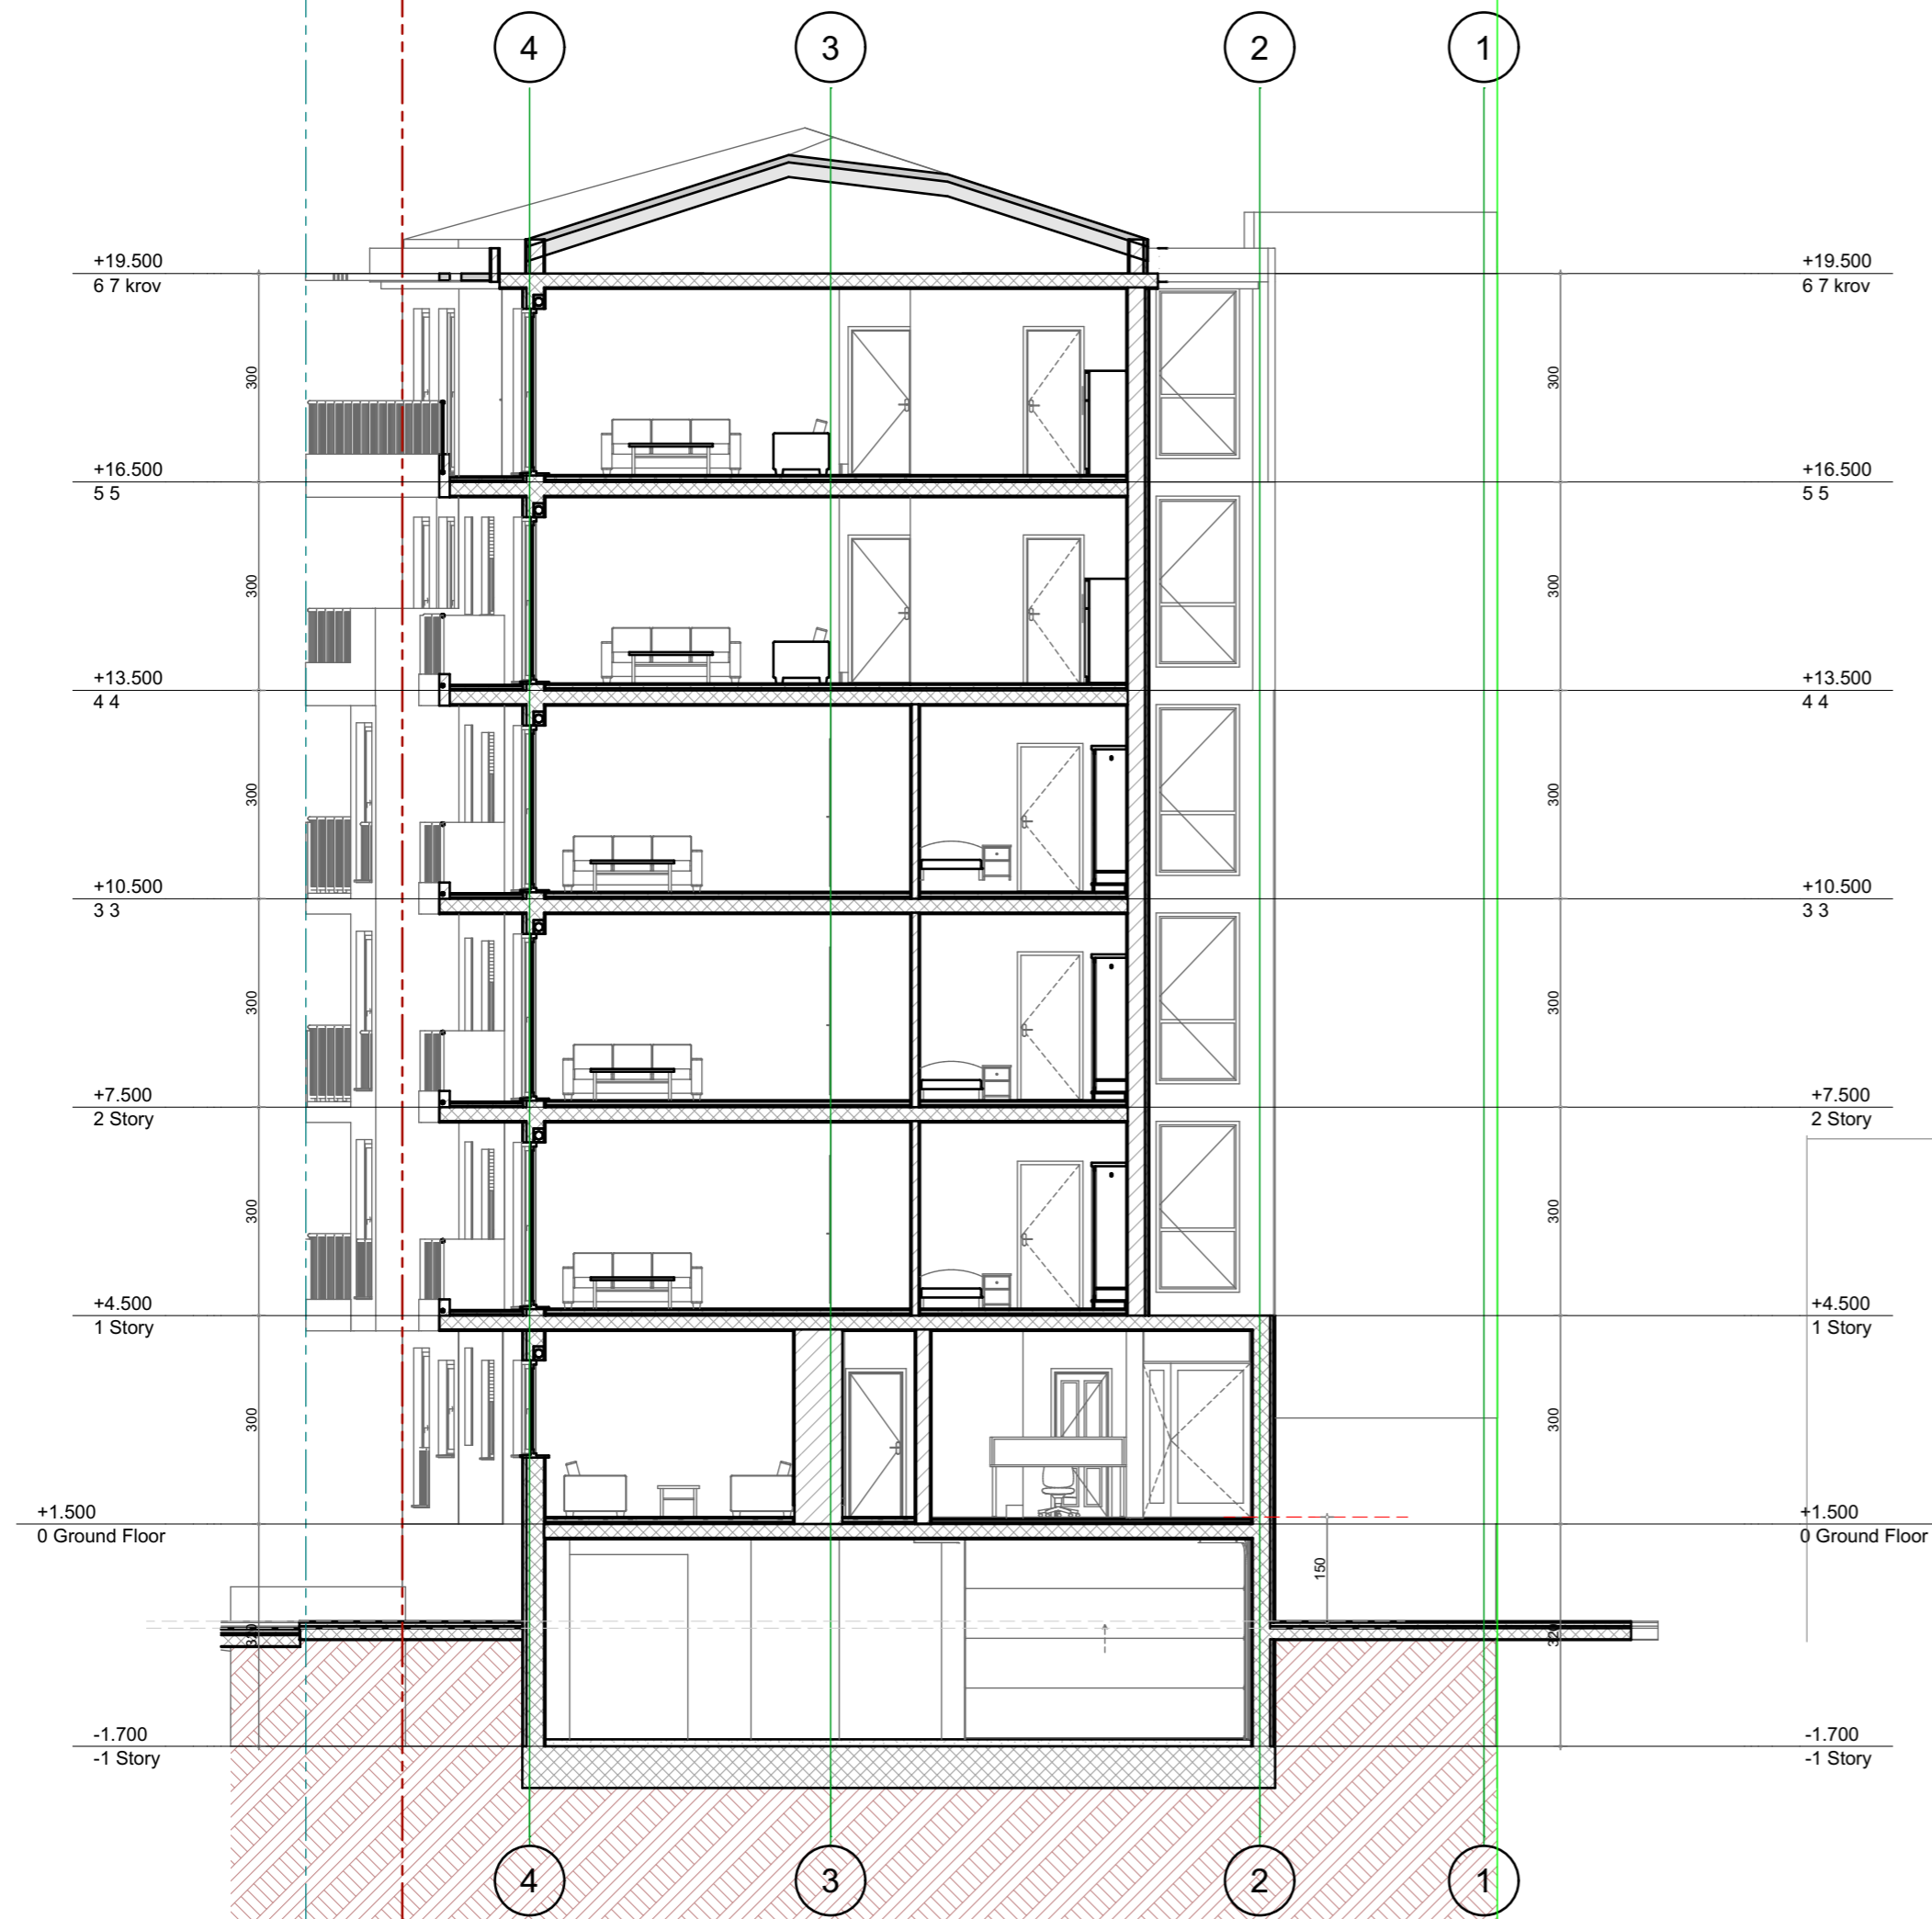 4 3 2 1
+19.500 +19.500
6 7 krov 6 7 krov
300 300
+16.500 +16.500
5 5 5 5
300 300
+13.500 +13.500
4 4 4 4
300 300
+10.500 +10.500
3 3 3 3
300 300
+7.500 +7.500
2 Story 2 Story
300 300
+4.500 +4.500
1 Story 1 Story
300 300
+1.500 +1.500
0 Ground Floor 0 Ground Floor
150
320 320
-1.700 -1.700
-1 Story -1 Story
4 3 2 1